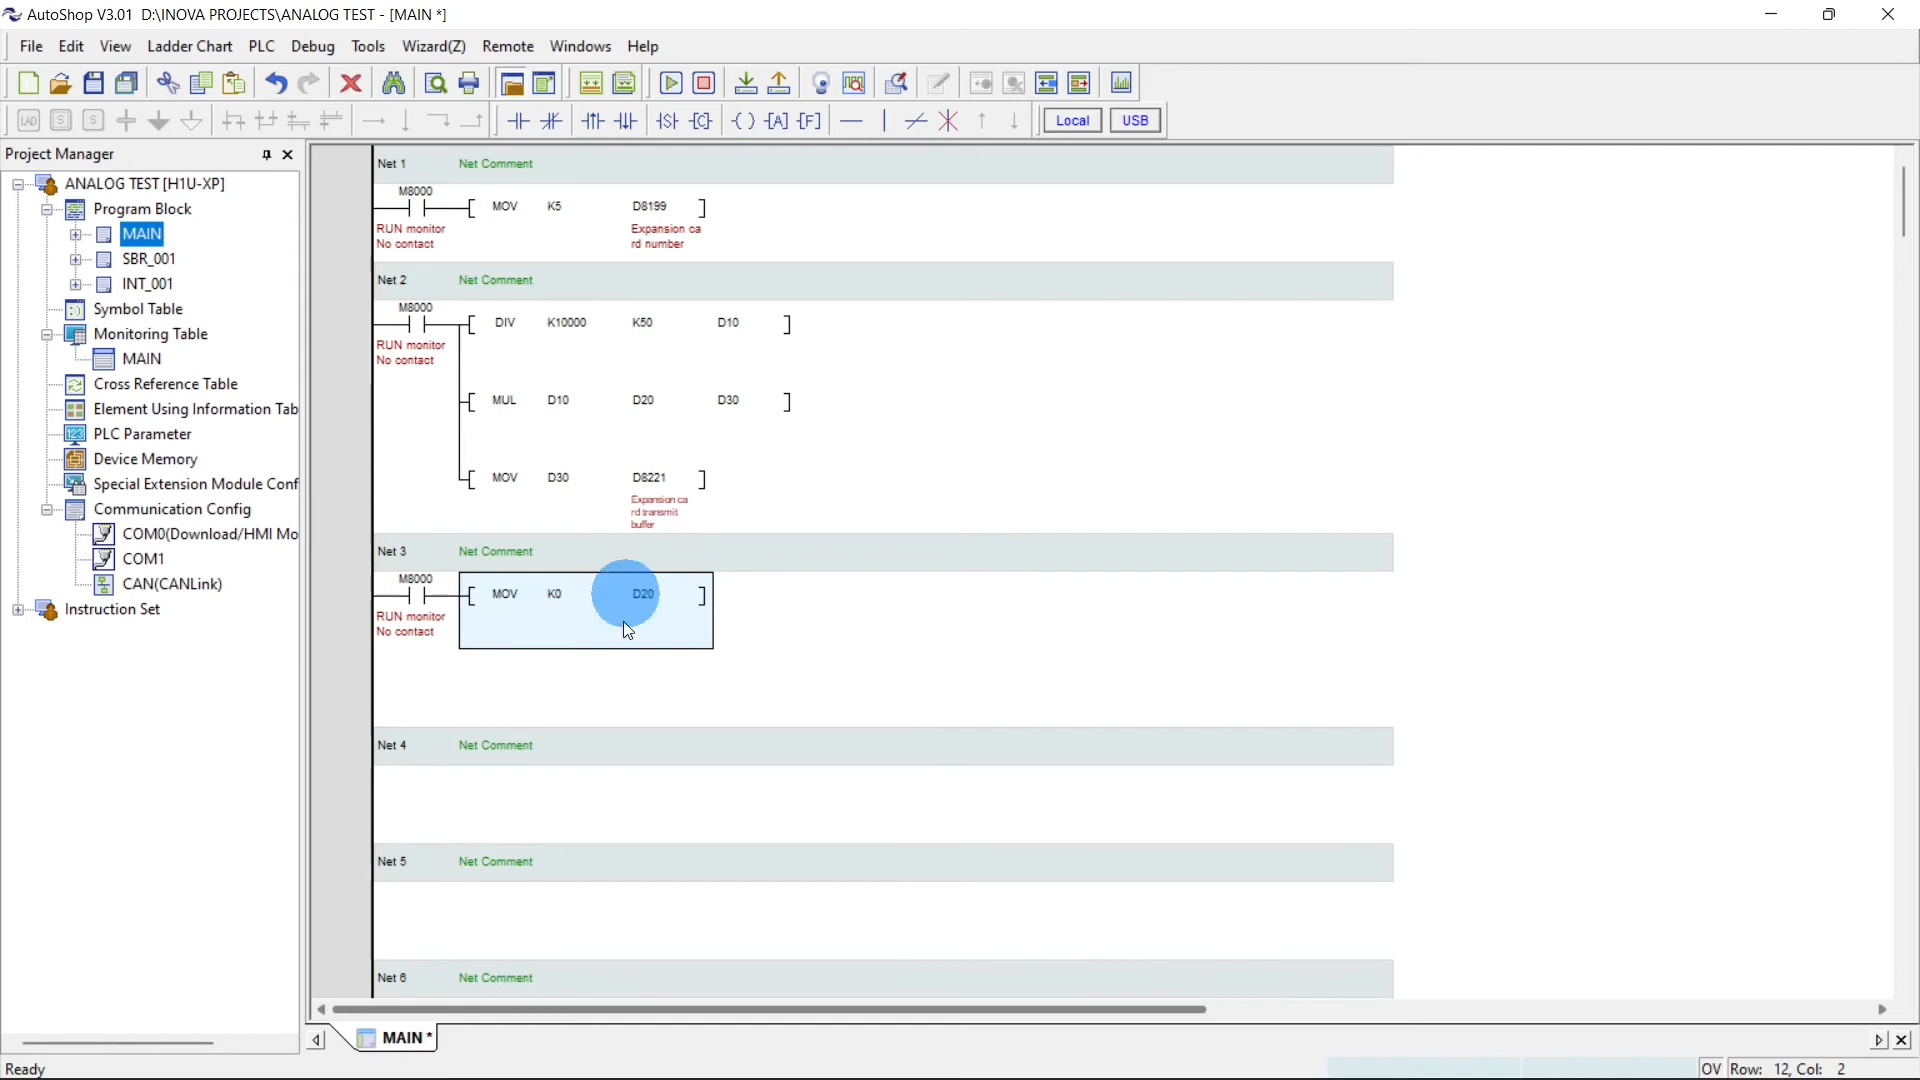 AutoShop V3.01 D:\INOVA PROJECTS\ANALOG TEST - [MAIN *]
File Edit View Ladder Chart PLC Debug Tools Wizard(Z) Remote Windows Help
LAD S S S C ( ) A F Local USB
Project Manager
ANALOG TEST [H1U-XP]
Program Block
MAIN
SBR_001
INT_001
Symbol Table
Monitoring Table
MAIN
Cross Reference Table
Element Using Information Tab
PLC Parameter
Device Memory
Special Extension Module Conf
Communication Config
COM0(Download/HMI Mo
COM1
CAN(CANLink)
Instruction Set
Net 1 Net Comment
M8000
[ MOV K5 D8199 ]
RUN monitor Expansion ca
No contact rd number
Net 2 Net Comment
M8000
[ DIV K10000 K50 D10 ]
RUN monitor
No contact
[ MUL D10 D20 D30 ]
[ MOV D30 D8221 ]
Expansion ca
rd transmit
buffer
Net 3 Net Comment
M8000
[ MOV K0 D20 ]
RUN monitor
No contact
Net 4 Net Comment
Net 5 Net Comment
Net 6 Net Comment
MAIN *
Ready OV Row: 12, Col: 2